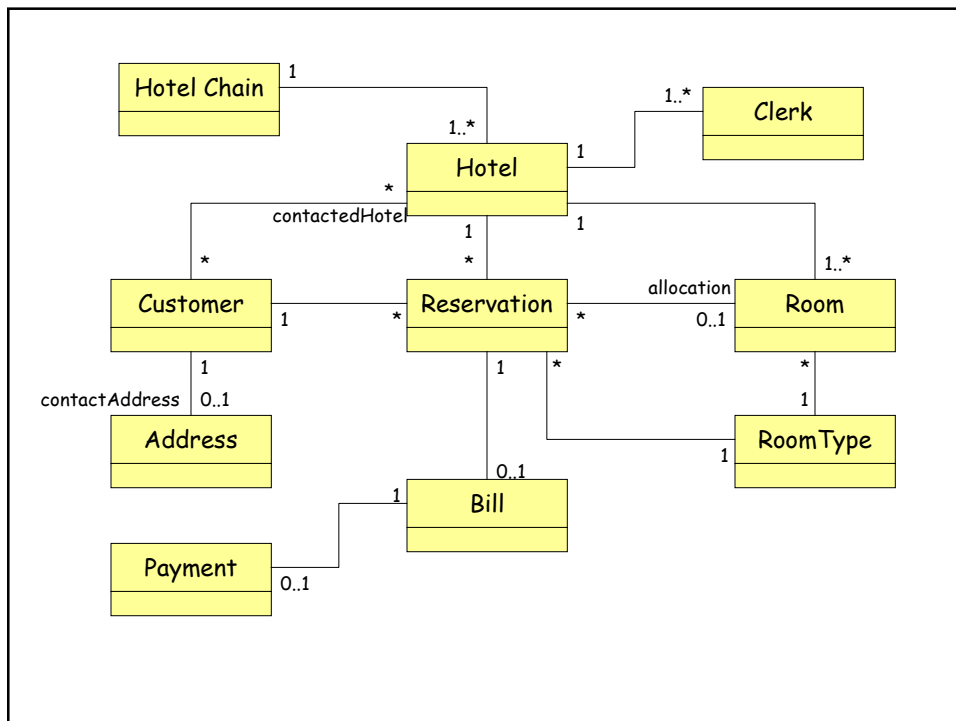 Hotel Chain
1
1..*
1..*
Clerk
Hotel
1
*
contactedHotel
1
1
*
*
1..*
Customer
Reservation
allocation
Room
1
*
*
0..1
1
1
*
*
contactAddress
0..1
1
Address
RoomType
1
0..1
1
Bill
Payment
0..1